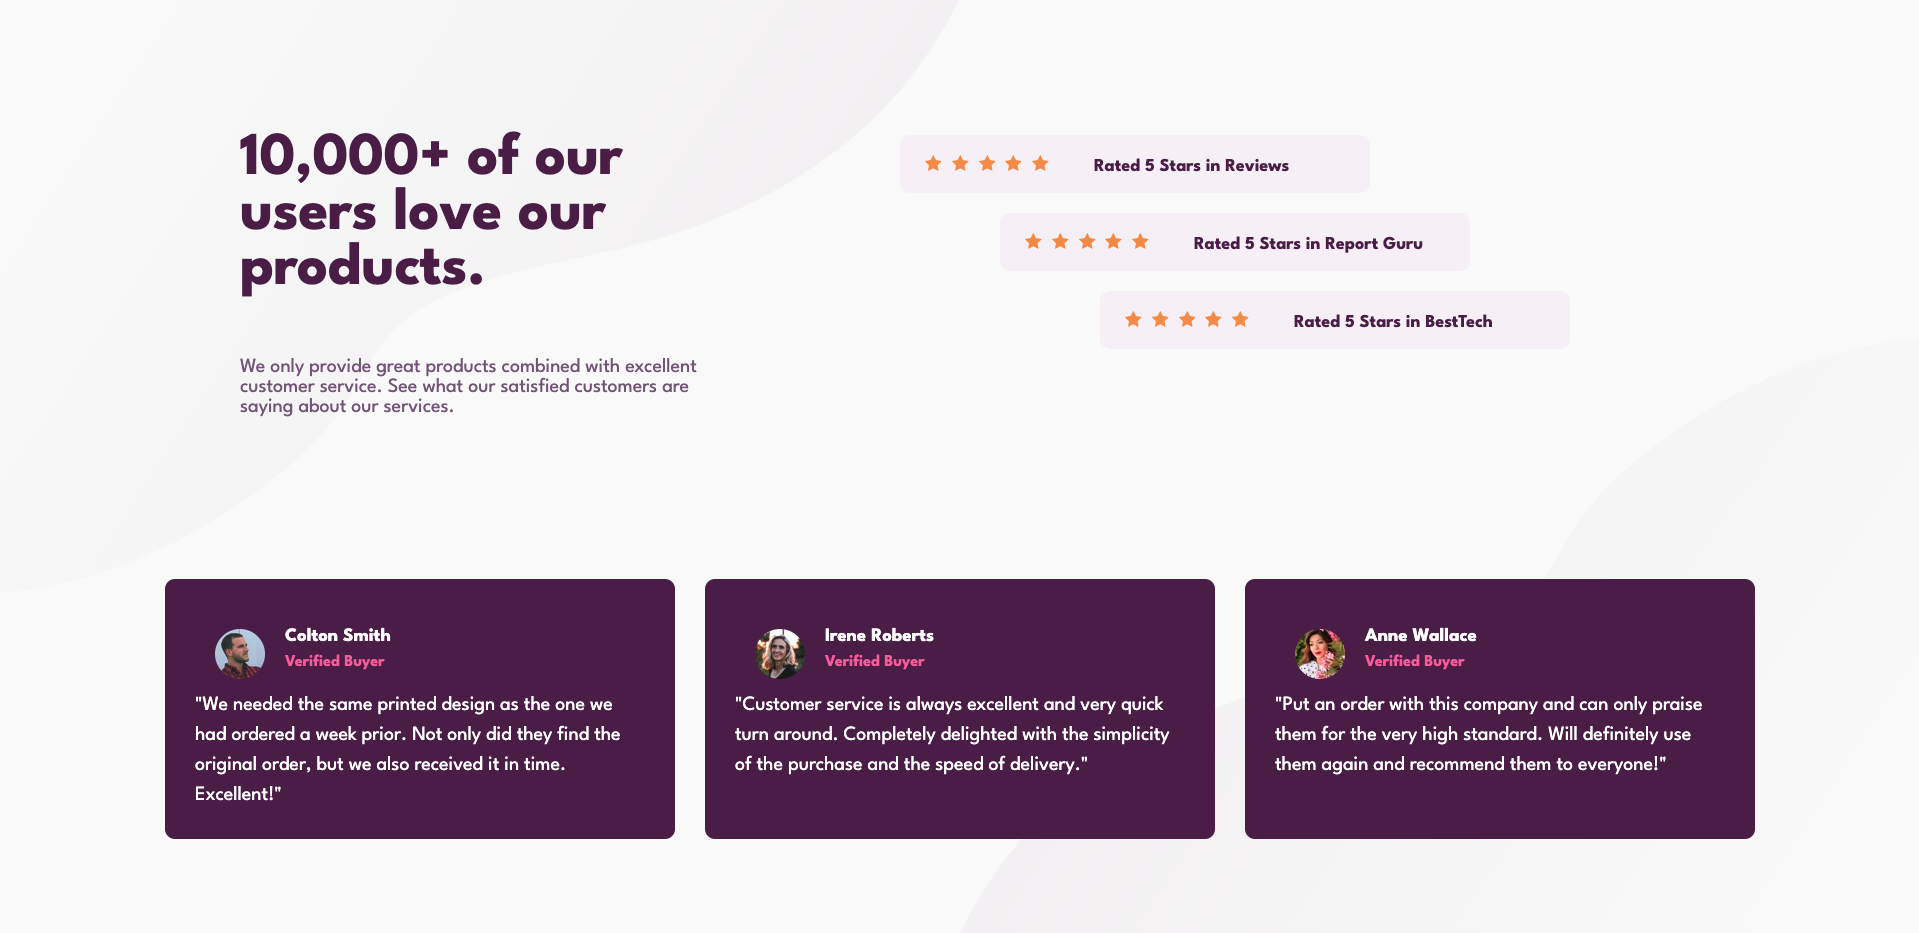 10,000+ of our
users love our
products.
We only provide great products combined with excellent
customer service. See what our satisfied customers are
saying about our services.
Rated 5 Stars in Reviews
Rated 5 Stars in Report Guru
Rated 5 Stars in BestTech
Colton Smith
Verified Buyer
"We needed the same printed design as the one we
had ordered a week prior. Not only did they find the
original order, but we also received it in time.
Excellent!"
Irene Roberts
Verified Buyer
"Customer service is always excellent and very quick
turn around. Completely delighted with the simplicity
of the purchase and the speed of delivery."
Anne Wallace
Verified Buyer
"Put an order with this company and can only praise
them for the very high standard. Will definitely use
them again and recommend them to everyone!"